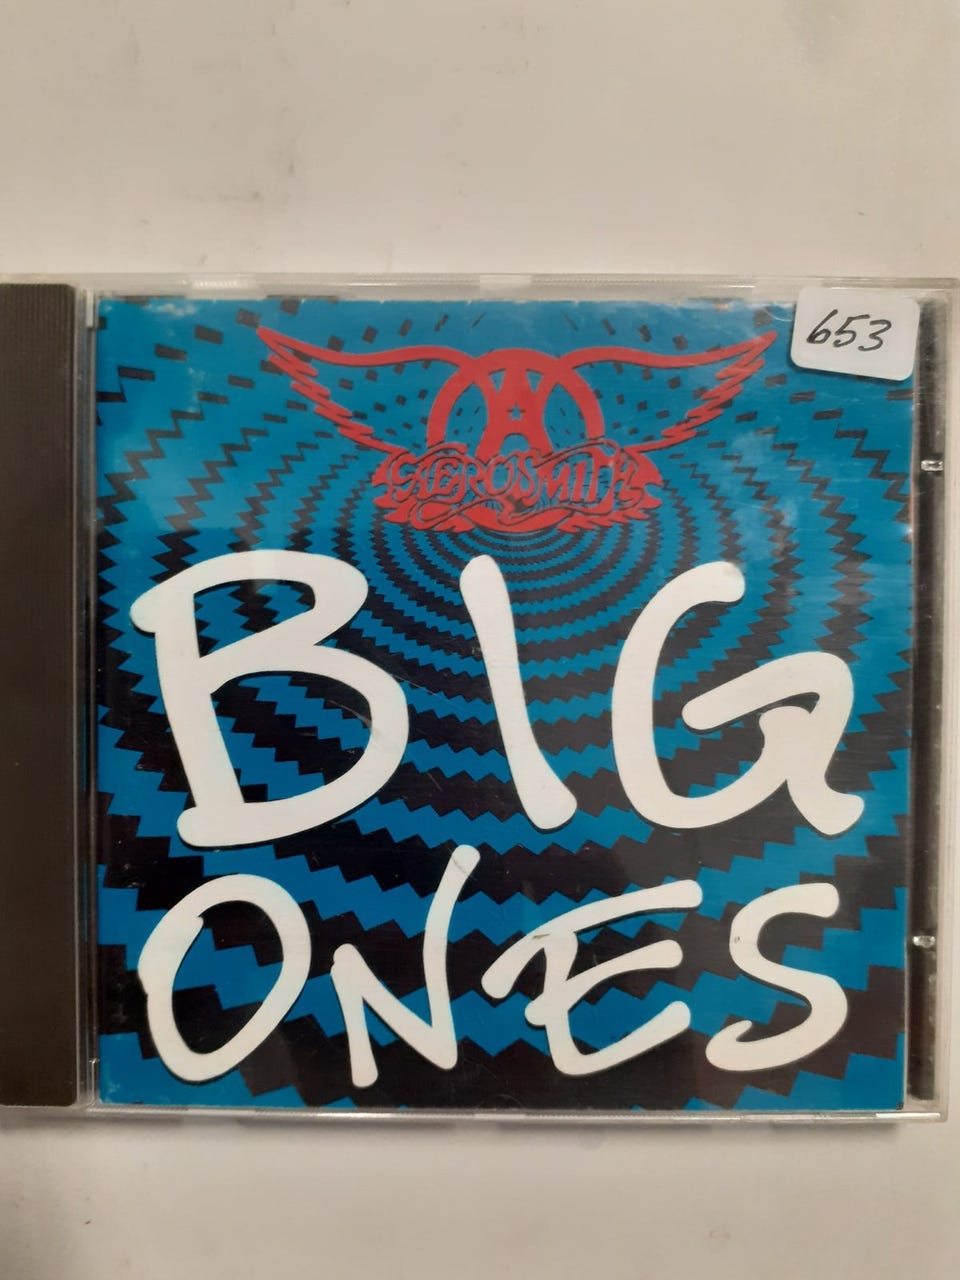 653
A
AEROSMITH
BIG
ONES